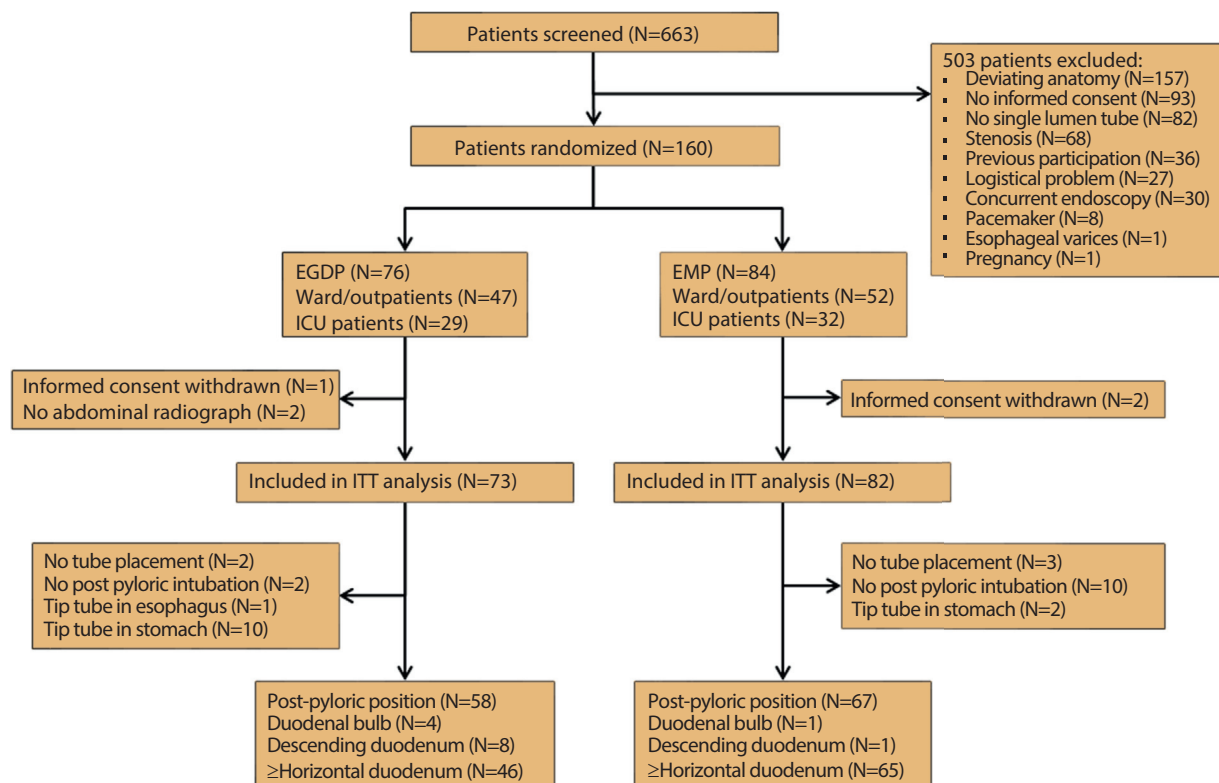 Patients screened (N=663)
503 patients excluded:
▪ Deviating anatomy (N=157)
▪ No informed consent (N=93)
▪ No single lumen tube (N=82)
▪ Stenosis (N=68)
▪ Previous participation (N=36)
▪ Logistical problem (N=27)
▪ Concurrent endoscopy (N=30)
▪ Pacemaker (N=8)
▪ Esophageal varices (N=1)
▪ Pregnancy (N=1)
Patients randomized (N=160)
EGDP (N=76)
Ward/outpatients (N=47)
ICU patients (N=29)
EMP (N=84)
Ward/outpatients (N=52)
ICU patients (N=32)
Informed consent withdrawn (N=1)
No abdominal radiograph (N=2)
Informed consent withdrawn (N=2)
Included in ITT analysis (N=73)
Included in ITT analysis (N=82)
No tube placement (N=2)
No post pyloric intubation (N=2)
Tip tube in esophagus (N=1)
Tip tube in stomach (N=10)
No tube placement (N=3)
No post pyloric intubation (N=10)
Tip tube in stomach (N=2)
Post-pyloric position (N=58)
Duodenal bulb (N=4)
Descending duodenum (N=8)
≥Horizontal duodenum (N=46)
Post-pyloric position (N=67)
Duodenal bulb (N=1)
Descending duodenum (N=1)
≥Horizontal duodenum (N=65)